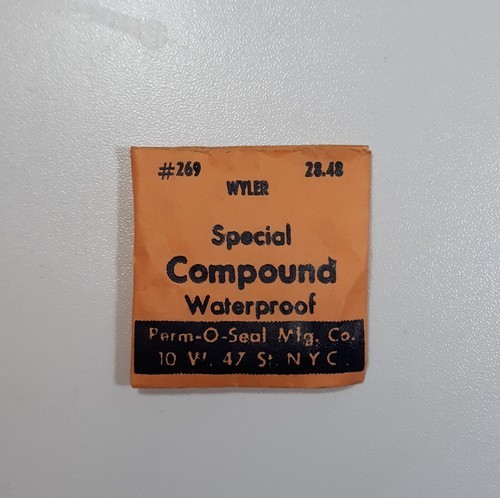 #269 28.48
WYLER
Special
Compound
Waterproof
Perm-O-Seal Mfg. Co.
10 W. 47 St. N Y C